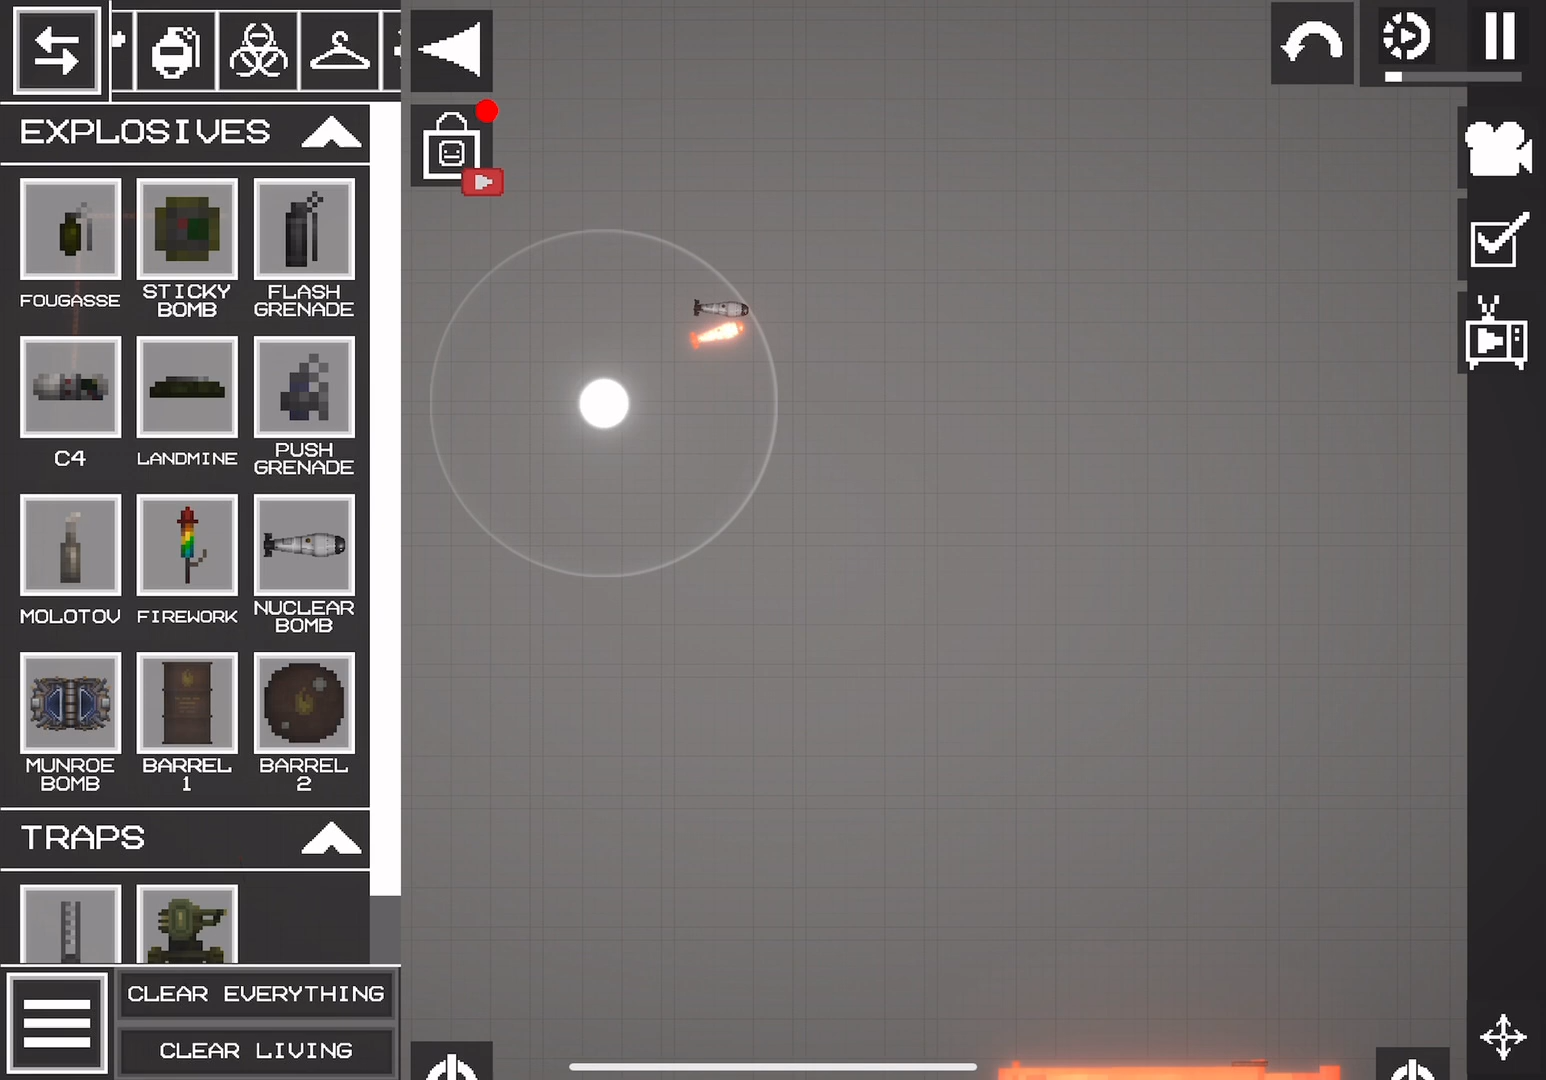 EXPLOSIVES
FOUGASSE
STICKY
BOMB
FLASH
GRENADE
C4
LANDMINE
PUSH
GRENADE
MOLOTOV
FIREWORK
NUCLEAR
BOMB
MUNROE
BOMB
BARREL
1
BARREL
2
TRAPS
CLEAR EVERYTHING
CLEAR LIVING